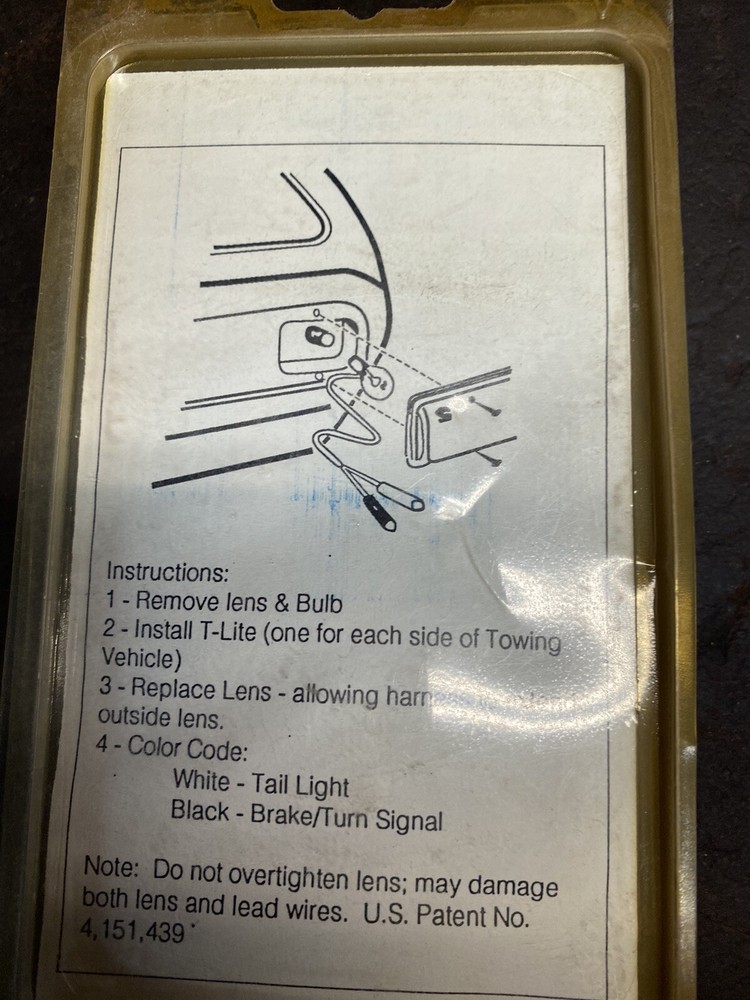 Instructions:
1 - Remove lens & Bulb
2 - Install T-Lite (one for each side of Towing
Vehicle)
3 - Replace Lens - allowing
outside lens.
4 - Color Code:
White - Tail Light
Black - Brake/Turn Signal
Note: Do not overtighten lens; may damage
both lens and lead wires. U.S. Patent No.
4,151,439